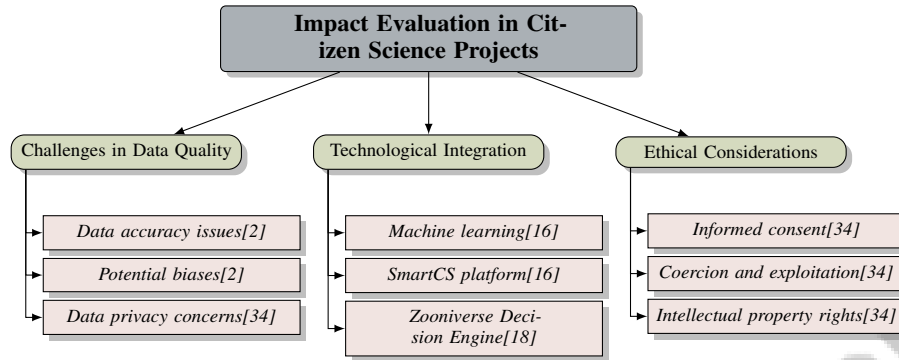 Impact Evaluation in Cit-
izen Science Projects
Challenges in Data Quality
Technological Integration
Ethical Considerations
Data accuracy issues[2]
Potential biases[2]
Data privacy concerns[34]
Machine learning[16]
SmartCS platform[16]
Zooniverse Deci-
sion Engine[18]
Informed consent[34]
Coercion and exploitation[34]
Intellectual property rights[34]